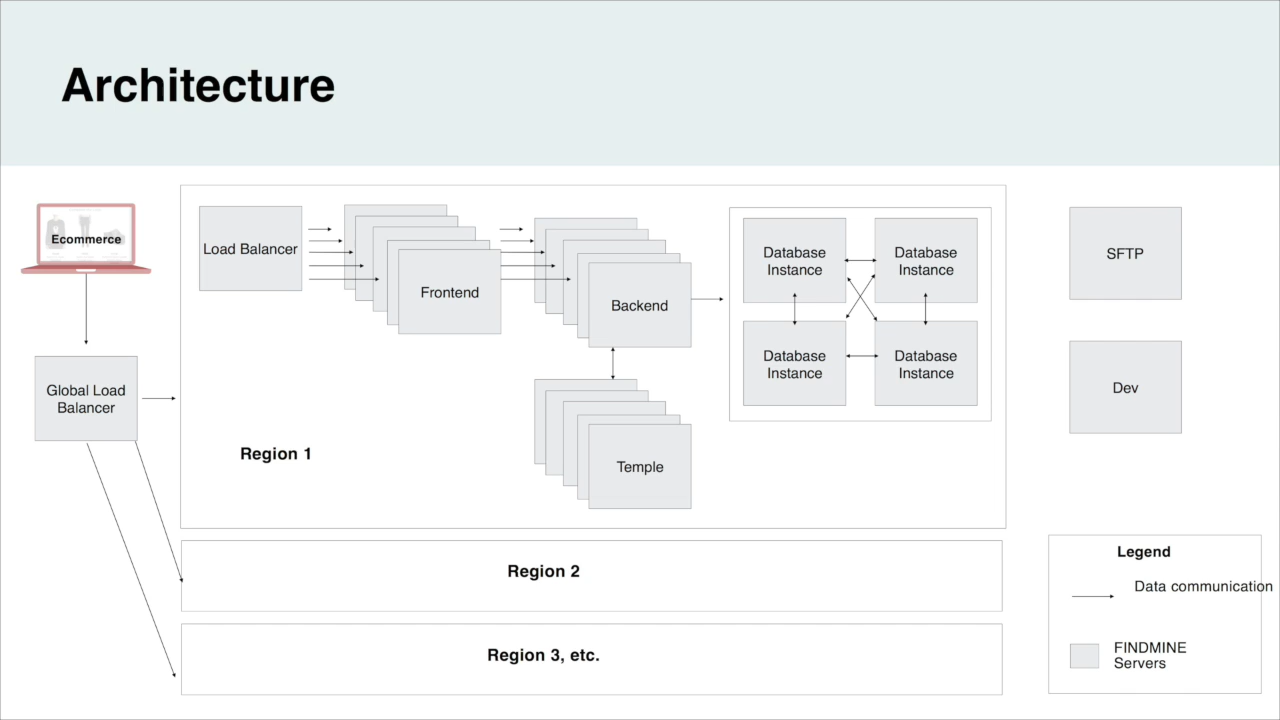 Architecture
Ecommerce
Global Load
Balancer
Load Balancer
Frontend
Backend
Temple
Database
Instance
Database
Instance
Database
Instance
Database
Instance
Region 1
Region 2
Region 3, etc.
SFTP
Dev
Legend
Data communication
FINDMINE
Servers